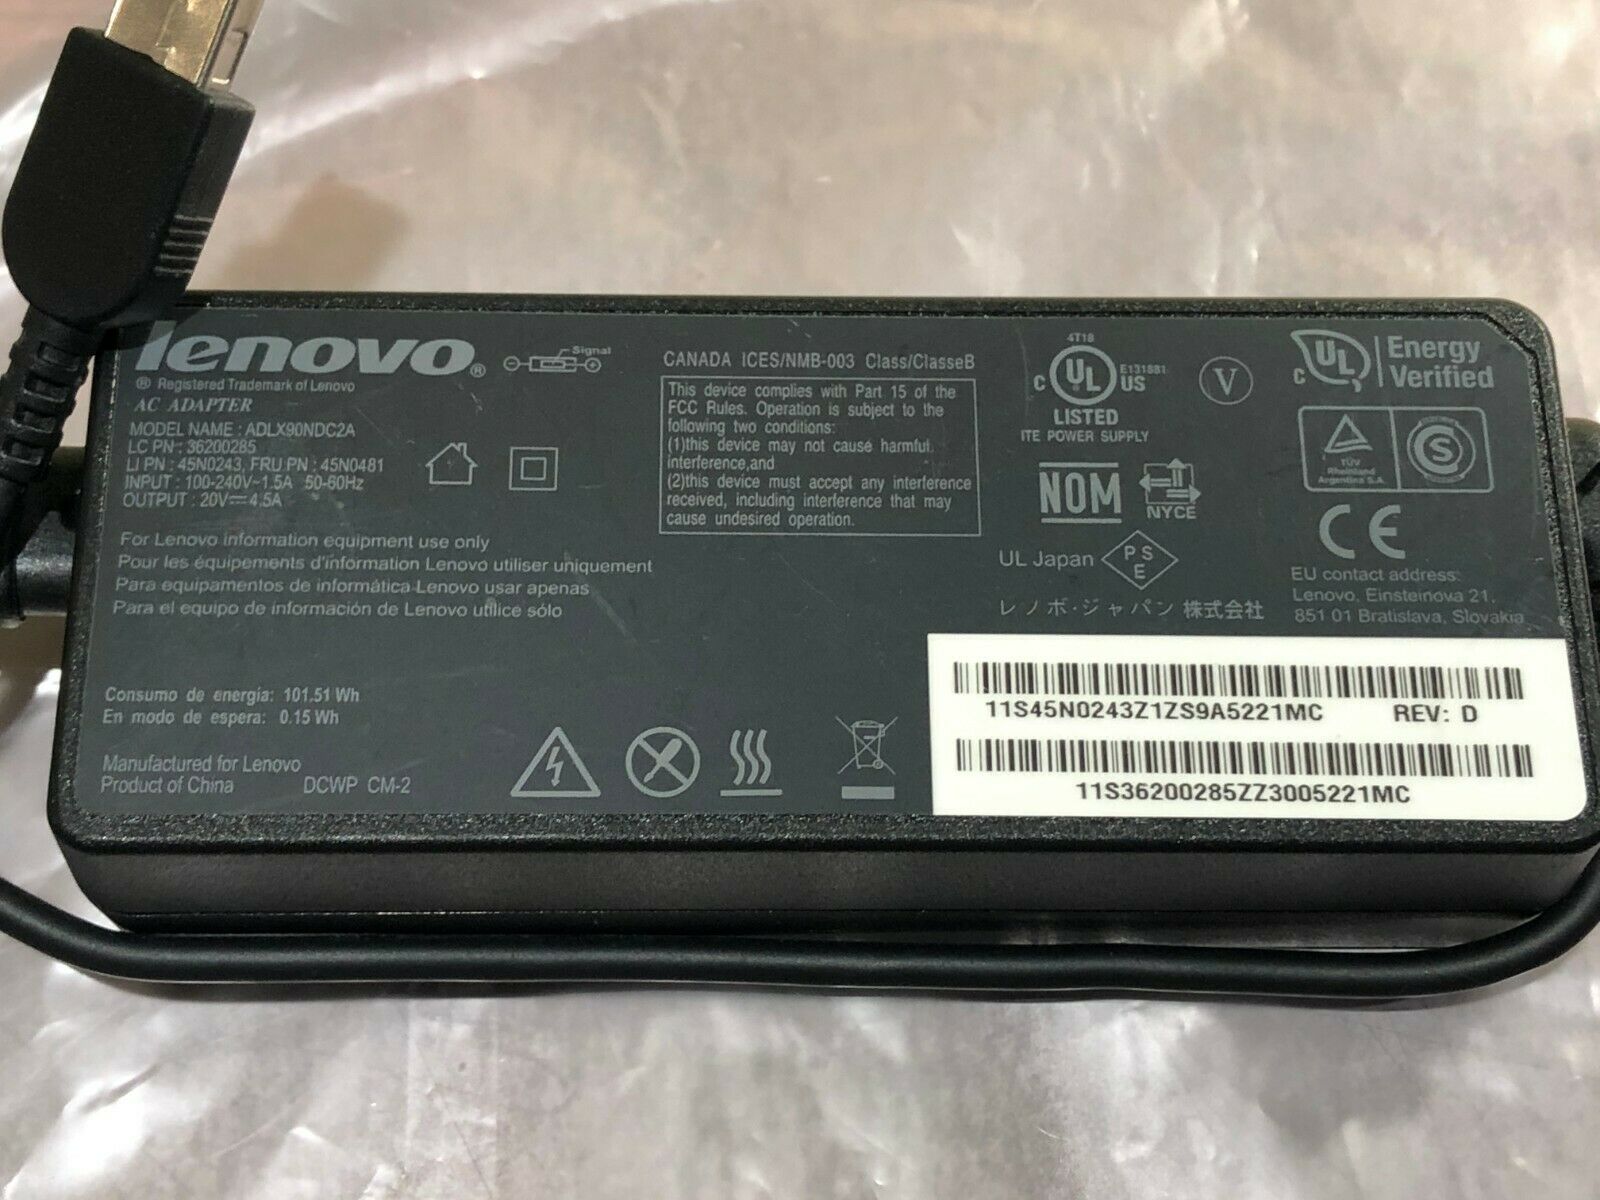 lenovo®
® Registered Trademark of Lenovo
AC ADAPTER
MODEL NAME : ADLX90NDC2A
LC PN : 36200285
LI PN : 45N0243, FRU PN : 45N0481
INPUT : 100-240V~1.5A 50-60Hz
OUTPUT : 20V⎓4.5A
Signal
For Lenovo information equipment use only
Pour les équipements d'information Lenovo utiliser uniquement
Para equipamentos de informática Lenovo usar apenas
Para el equipo de información de Lenovo utilice sólo
Consumo de energía: 101.51 Wh
En modo de espera: 0.15 Wh
Manufactured for Lenovo
Product of China DCWP CM-2
CANADA ICES/NMB-003 Class/ClasseB
This device complies with Part 15 of the
FCC Rules. Operation is subject to the
following two conditions:
(1)this device may not cause harmful
interference,and
(2)this device must accept any interference
received, including interference that may
cause undesired operation.
4T18
C UL US
E131881
LISTED
ITE POWER SUPPLY
V
C UL Energy
Verified
NOM
NYCE
TÜV
Rheinland
Argentina S.A.
S
UL Japan
PS
E
レノボ・ジャパン 株式会社
CE
EU contact address:
Lenovo, Einsteinova 21,
851 01 Bratislava, Slovakia
11S45N0243Z1ZS9A5221MC REV: D
11S36200285ZZ3005221MC